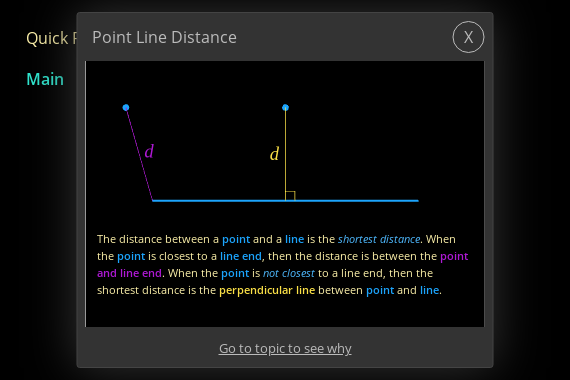 Quick
Main
Point Line Distance
X
d
d
The distance between a point and a line is the shortest distance. When
the point is closest to a line end, then the distance is between the point
and line end. When the point is not closest to a line end, then the
shortest distance is the perpendicular line between point and line.
Go to topic to see why